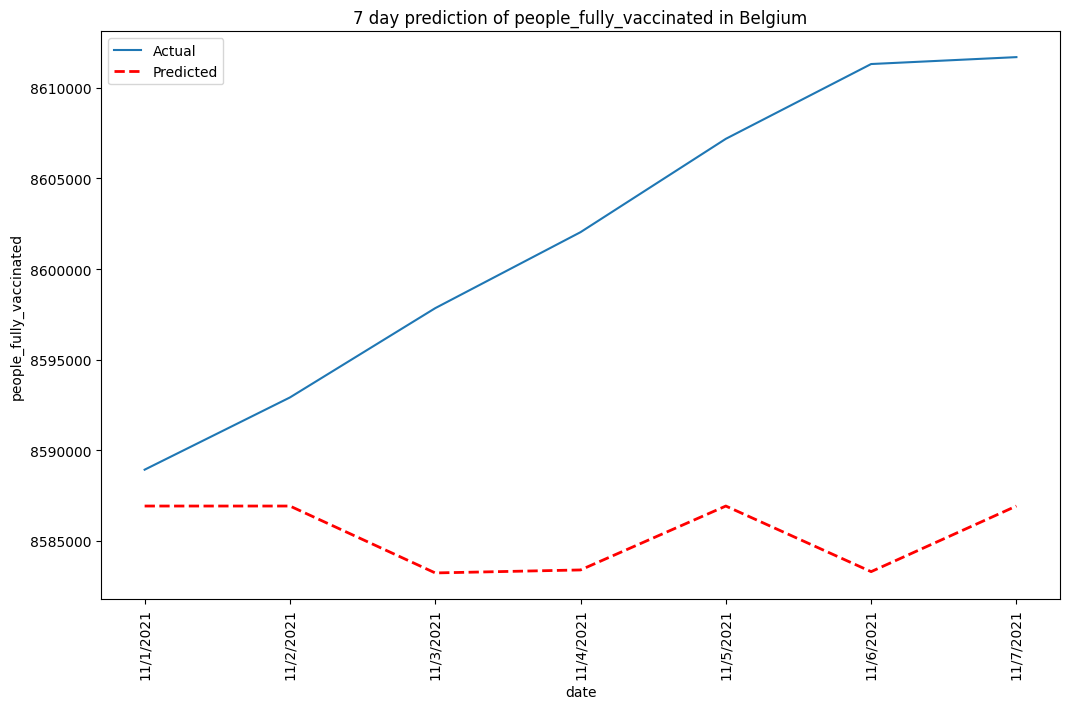 7 day prediction of people_fully_vaccinated in Belgium
Actual
Predicted
people_fully_vaccinated
8610000
8605000
8600000
8595000
8590000
8585000
11/1/2021
11/2/2021
11/3/2021
11/4/2021
11/5/2021
11/6/2021
11/7/2021
date